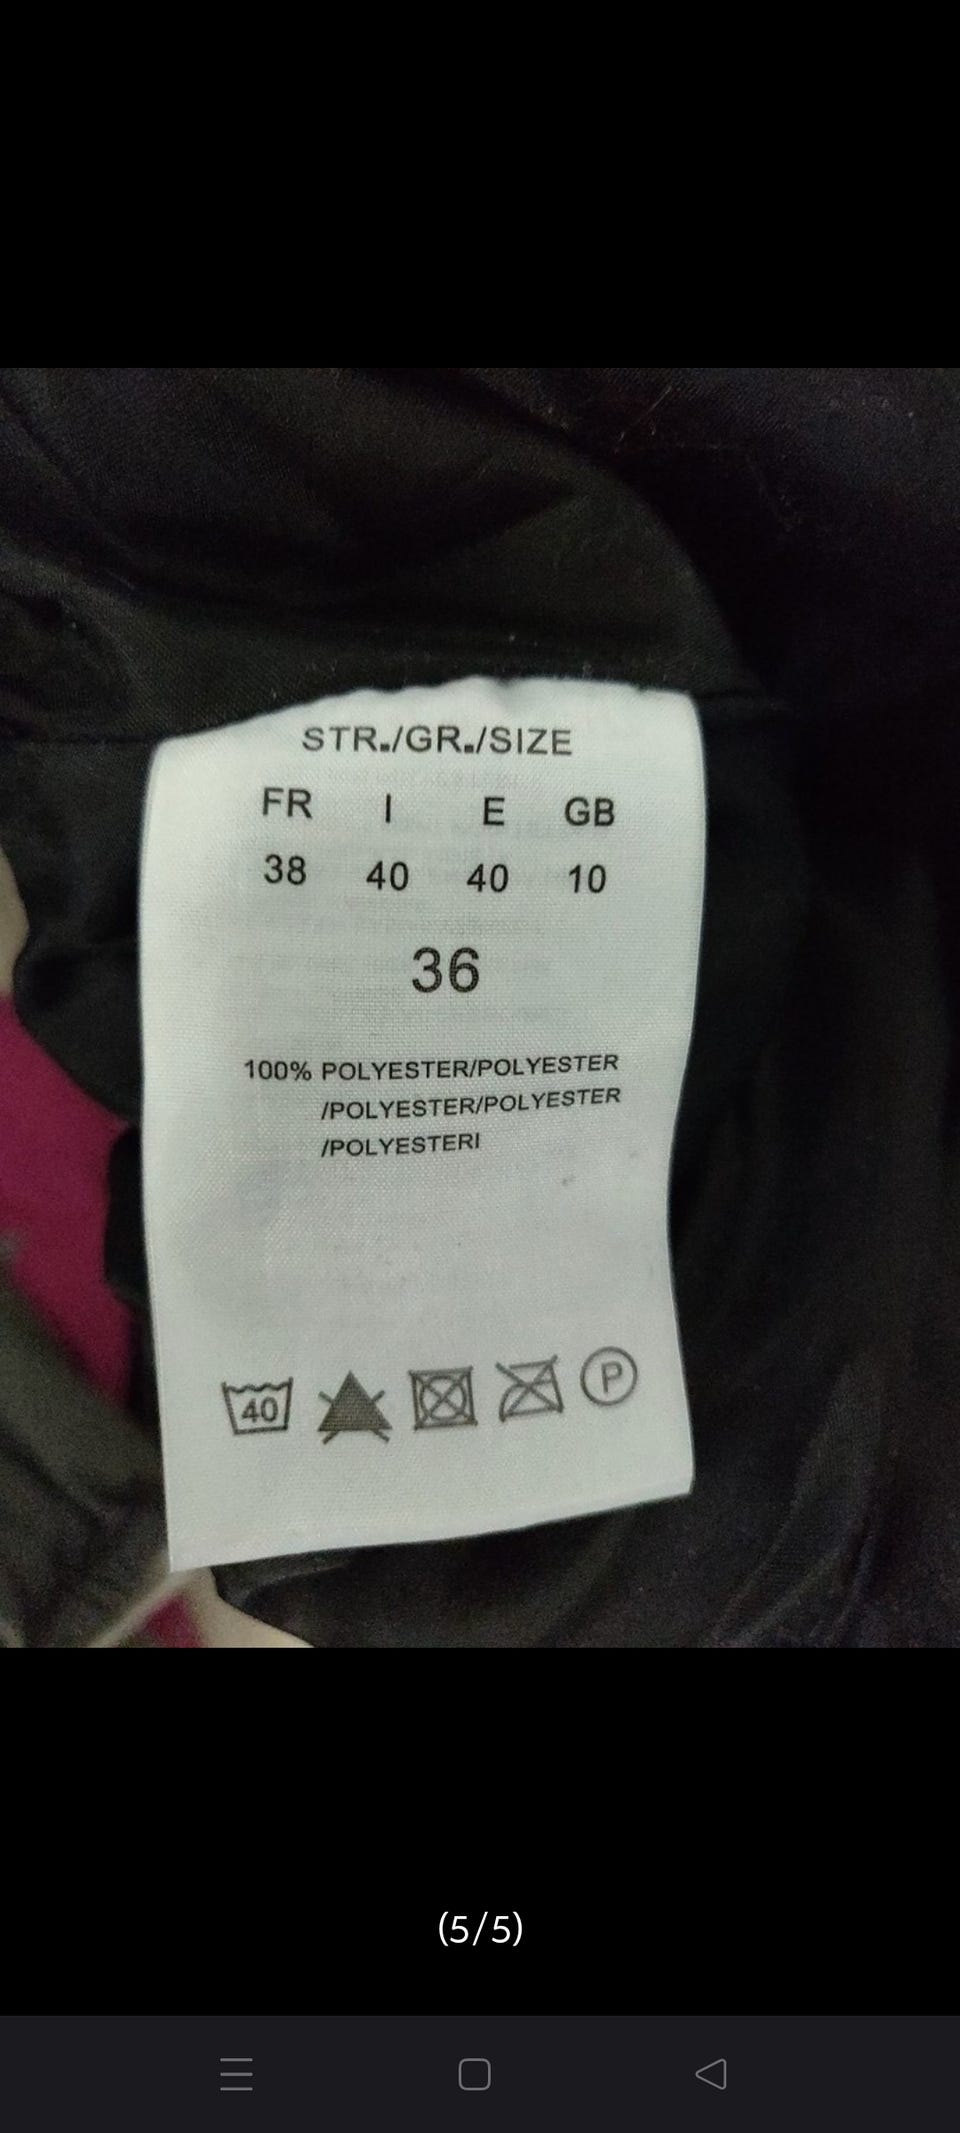 STR./GR./SIZE
FR I E GB
38 40 40 10
36
100% POLYESTER/POLYESTER
/POLYESTER/POLYESTER
/POLYESTERI
40 P
(5/5)